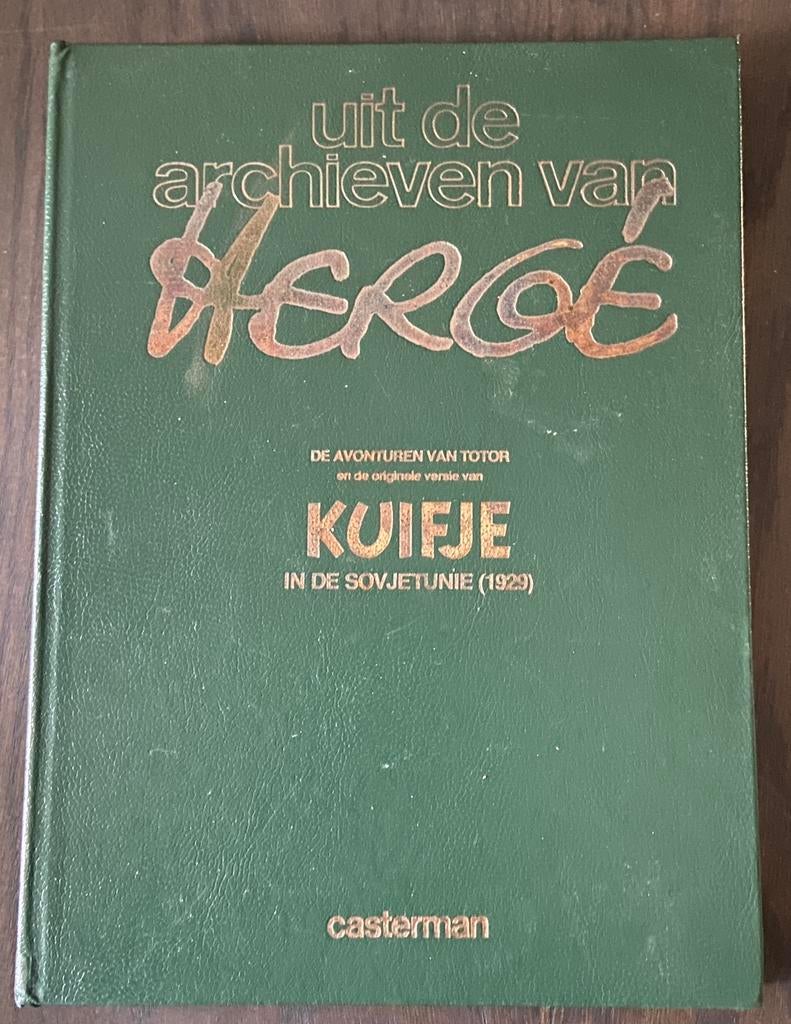 uit de
archieven van
HERGÉ
DE AVONTUREN VAN TOTOR
en de originele versie van
KUIFJE
IN DE SOVJETUNIE (1929)
casterman